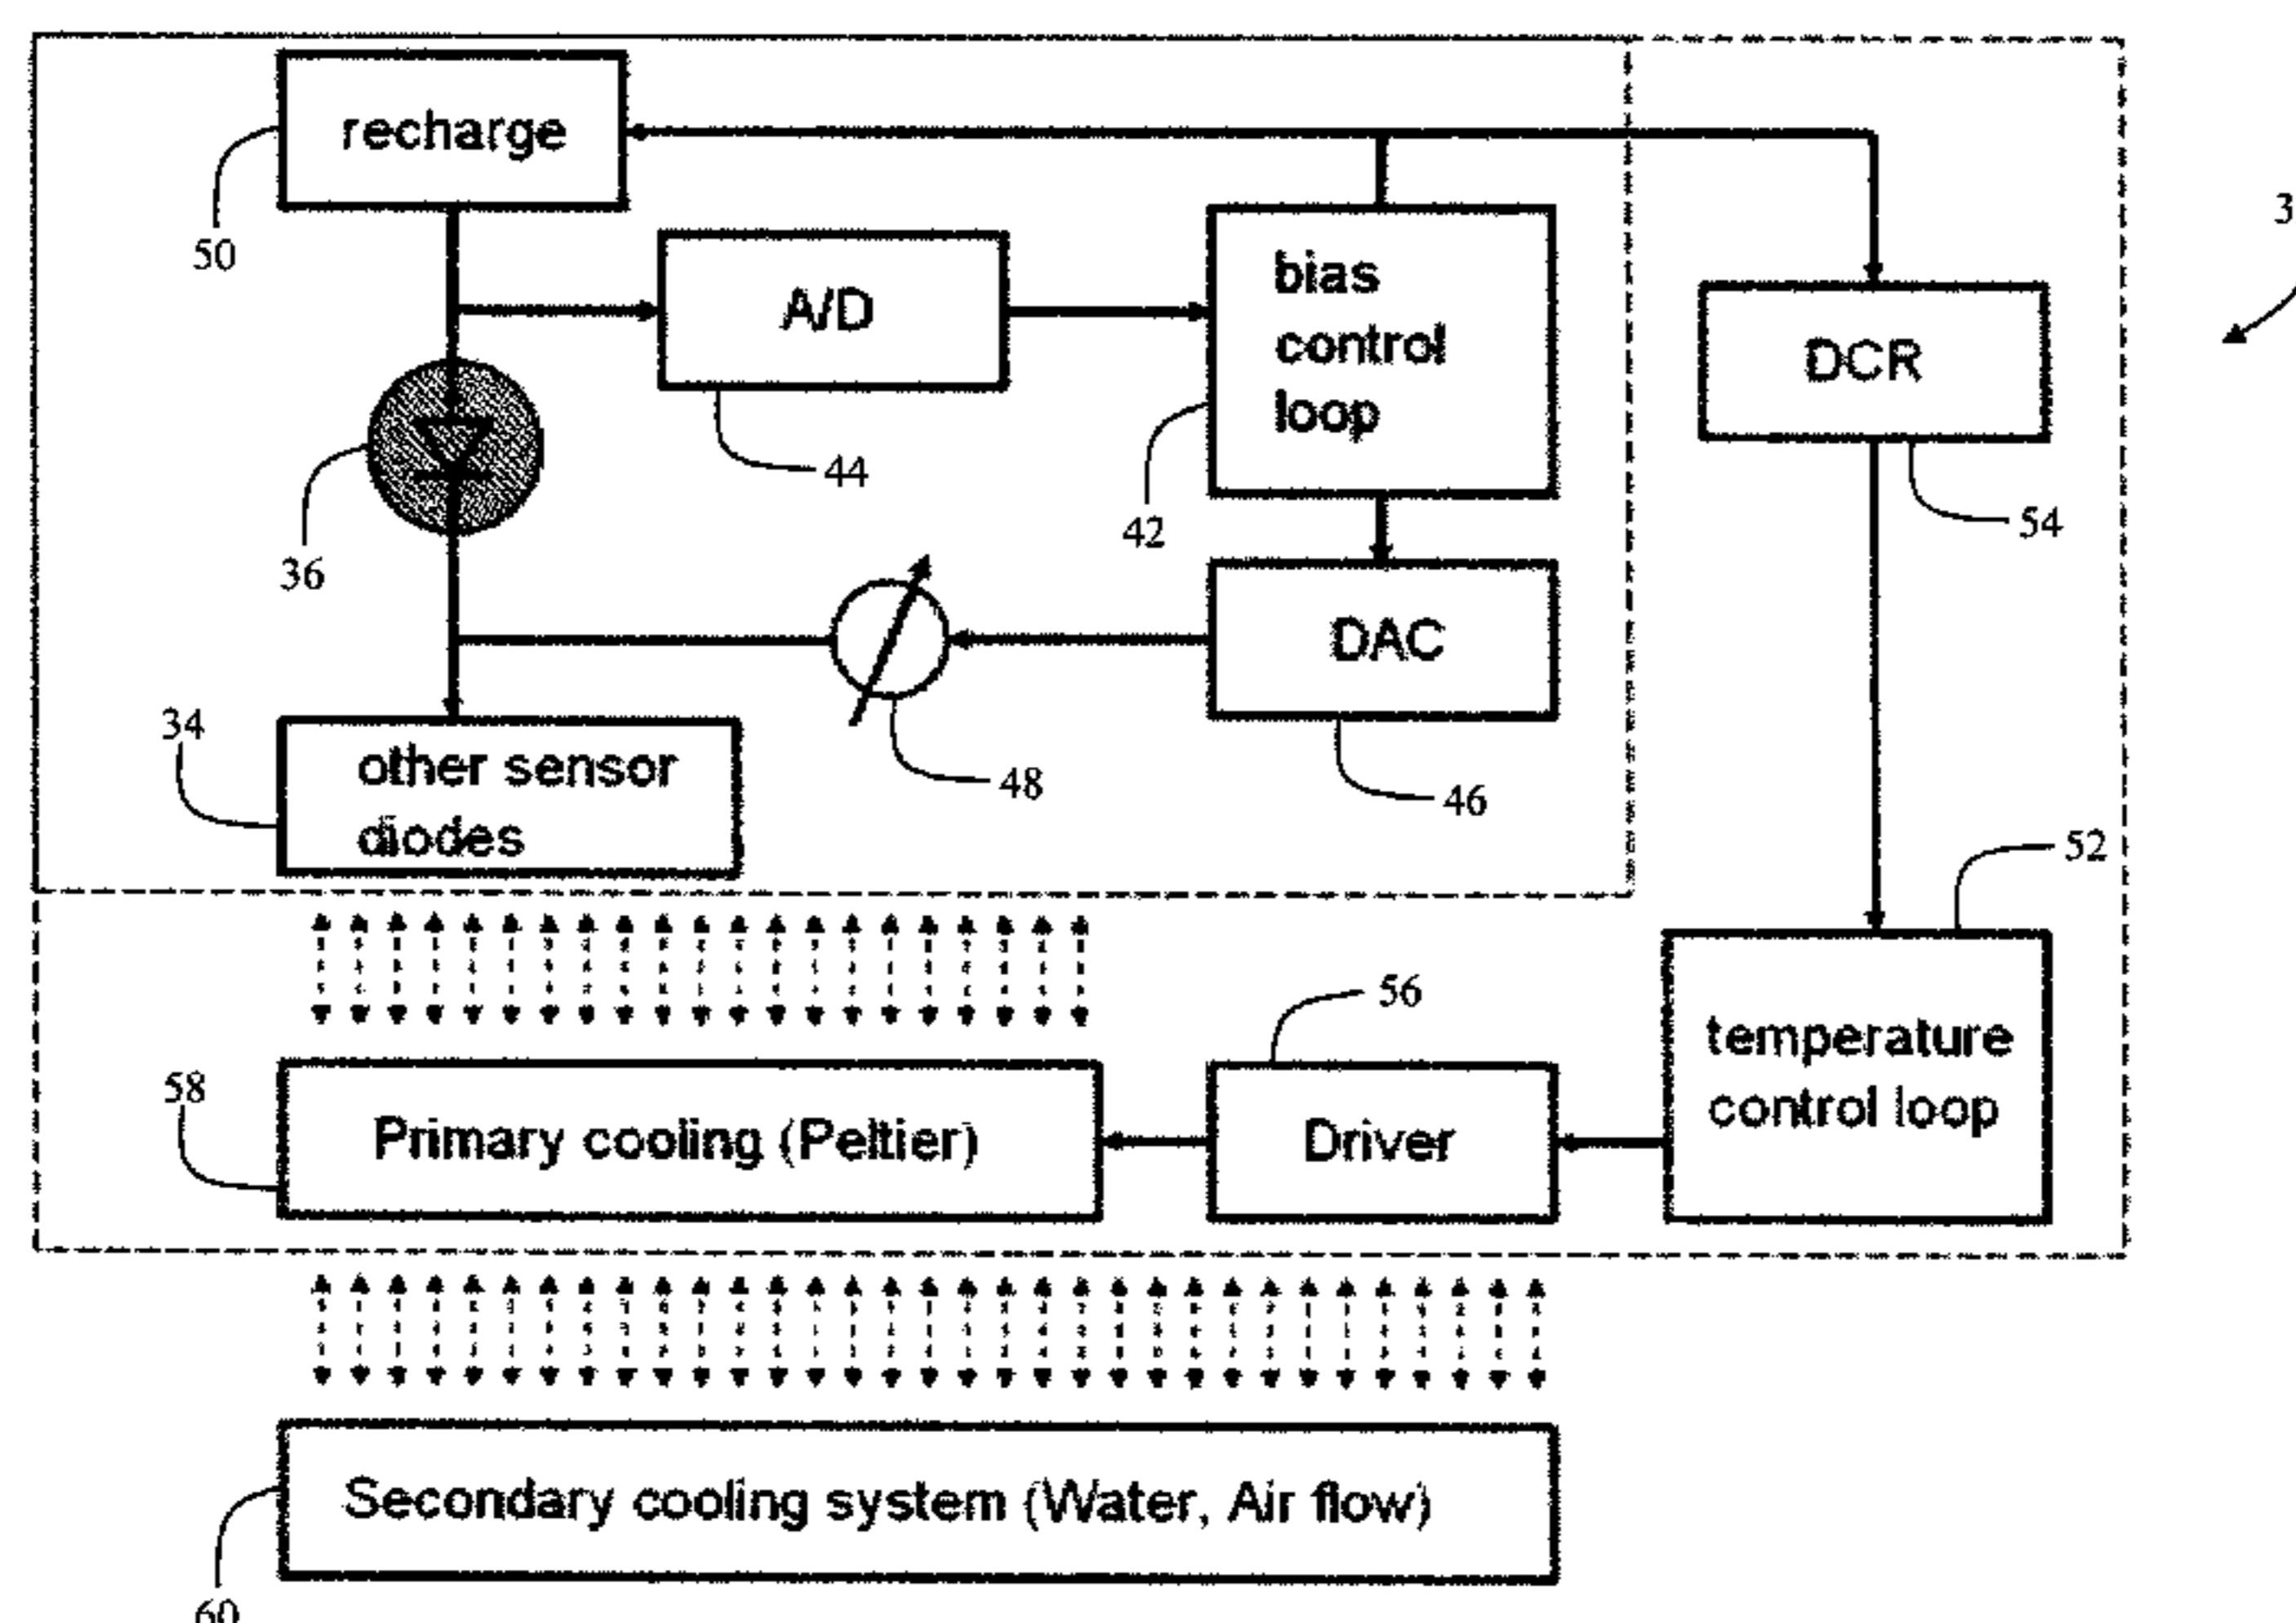 recharge
50
3
A/D
bias
control
loop
DCR
44
42
54
36
DAC
34
other sensor
diodes
48
46
52
56
temperature
control loop
58
Primary cooling (Peltier)
Driver
Secondary cooling system (Water, Air flow)
60